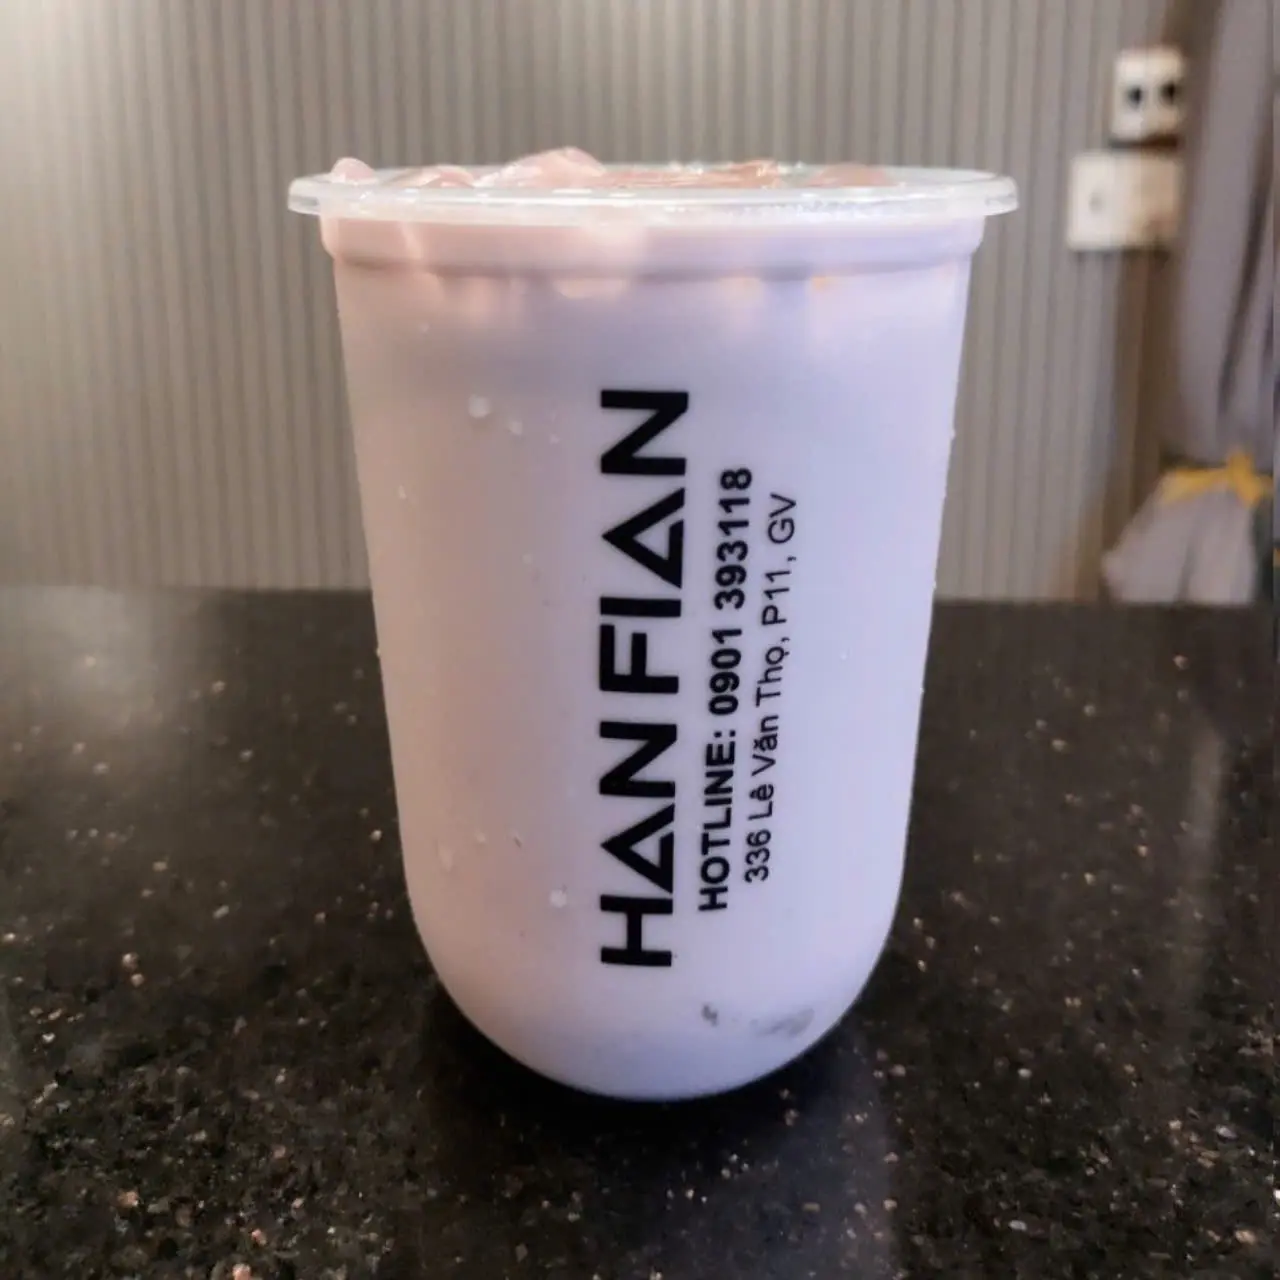 HANFIAN
HOTLINE: 0901 393118
336 Lê Văn Thọ, P11, GV